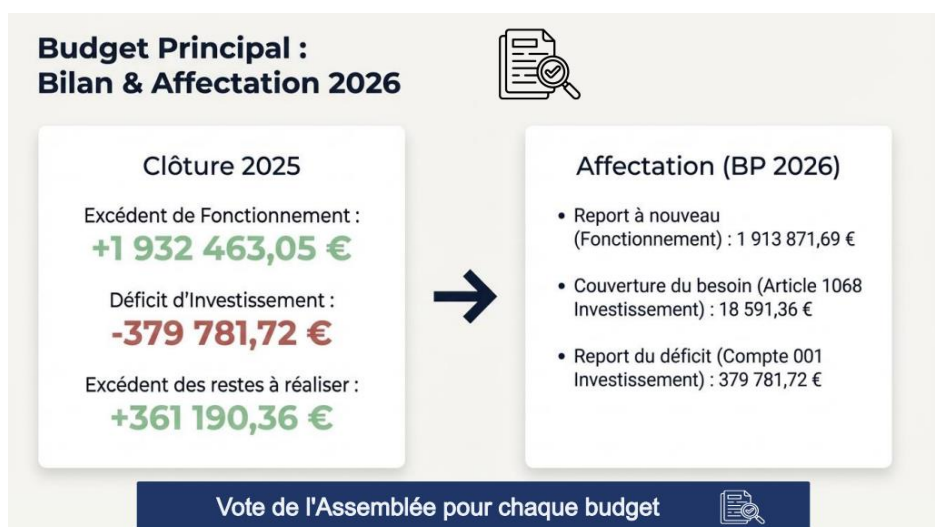 Budget Principal :
Bilan & Affectation 2026
Clôture 2025
Excédent de Fonctionnement :
+1 932 463,05 €
Déficit d'Investissement :
-379 781,72 €
Excédent des restes à réaliser :
+361 190,36 €
Affectation (BP 2026)
• Report à nouveau
(Fonctionnement) : 1 913 871,69 €
• Couverture du besoin (Article 1068
Investissement) : 18 591,36 €
• Report du déficit (Compte 001
Investissement) : 379 781,72 €
Vote de l'Assemblée pour chaque budget